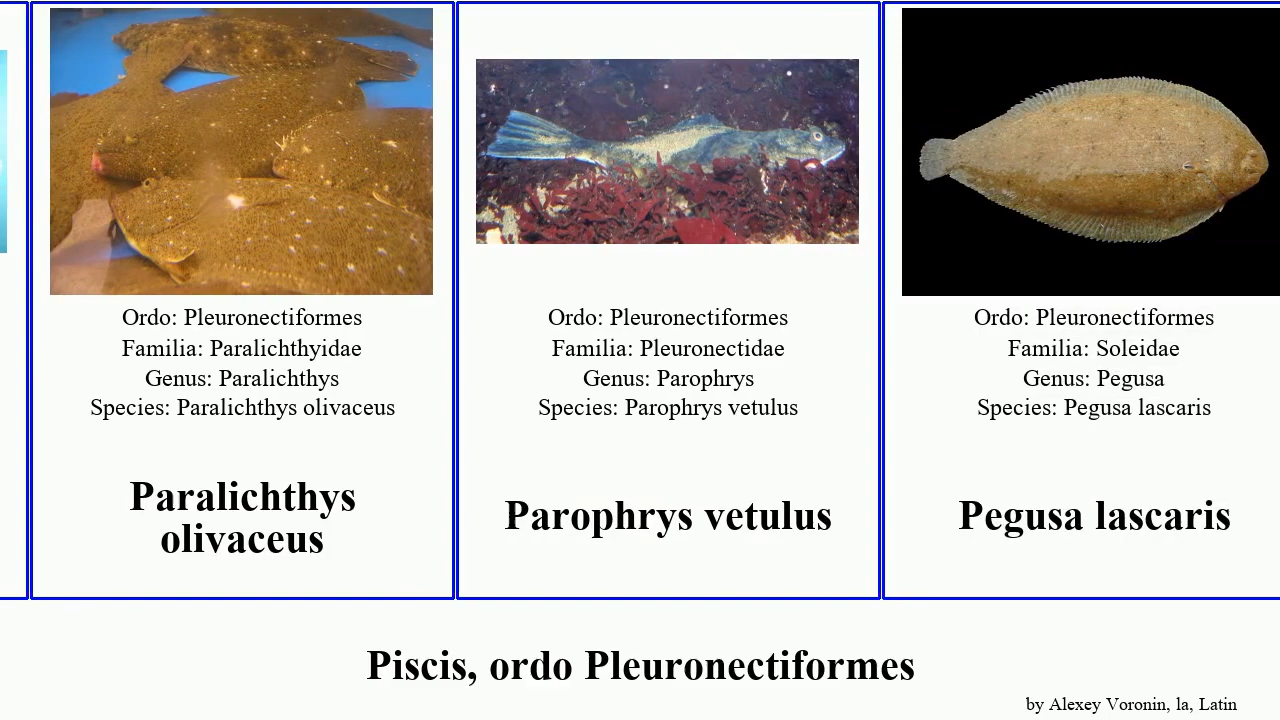 Ordo: Pleuronectiformes
Familia: Paralichthyidae
Genus: Paralichthys
Species: Paralichthys olivaceus
Paralichthys
olivaceus
Ordo: Pleuronectiformes
Familia: Pleuronectidae
Genus: Parophrys
Species: Parophrys vetulus
Parophrys vetulus
Ordo: Pleuronectiformes
Familia: Soleidae
Genus: Pegusa
Species: Pegusa lascaris
Pegusa lascaris
Piscis, ordo Pleuronectiformes
by Alexey Voronin, la, Latin